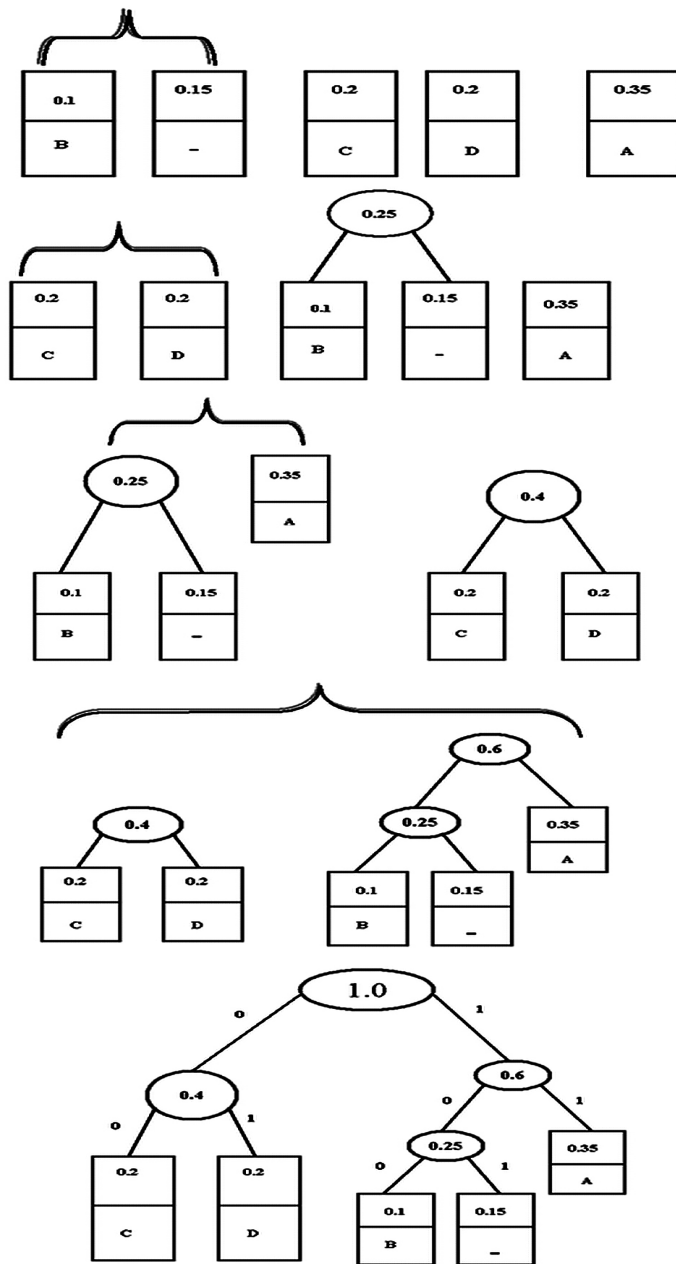 0.1 0.15 0.2 0.2 0.35
B – C D A
0.25
0.2 0.2 0.1 0.15 0.35
C D B – A
0.25 0.35 0.4
A
0.1 0.15 0.2 0.2
B – C D
0.6
0.4 0.25 0.35
A
0.2 0.2 0.1 0.15
C D B –
1.0
0 1
0.4 0.6
0 1 0 1
0.25 0.35
A
0 1
0.2 0.2 0.1 0.15
C D B –